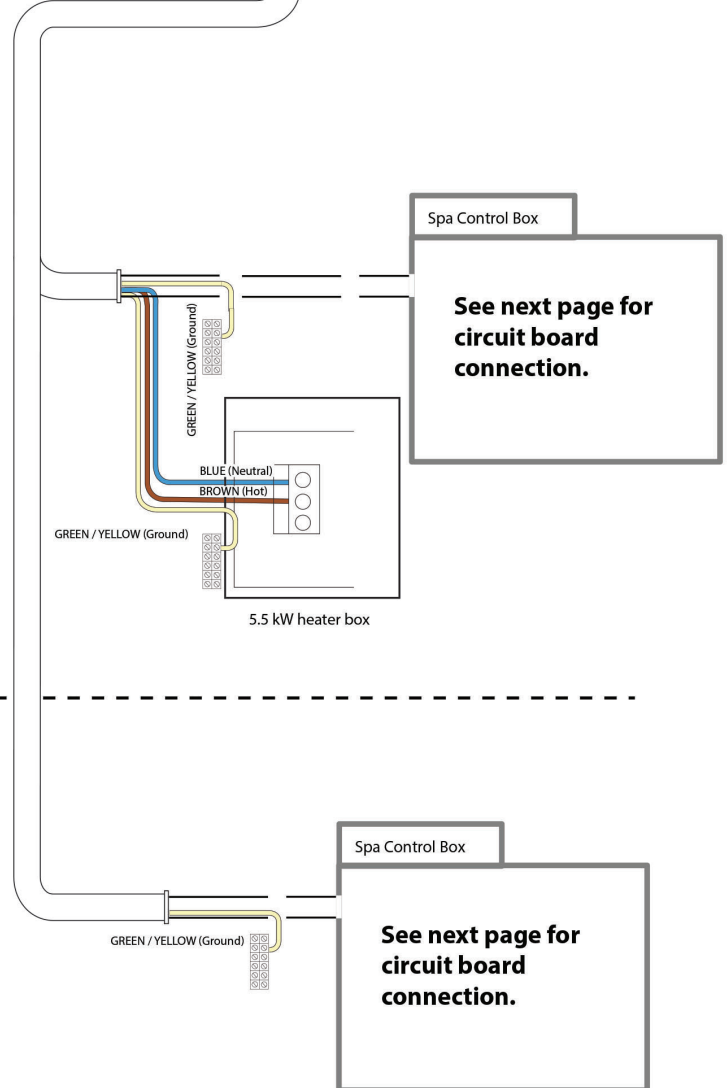 Spa Control Box
See next page for
circuit board
connection.
GREEN / YELLOW (Ground)
BLUE (Neutral)
BROWN (Hot)
GREEN / YELLOW (Ground)
5.5 kW heater box
Spa Control Box
GREEN / YELLOW (Ground)
See next page for
circuit board
connection.